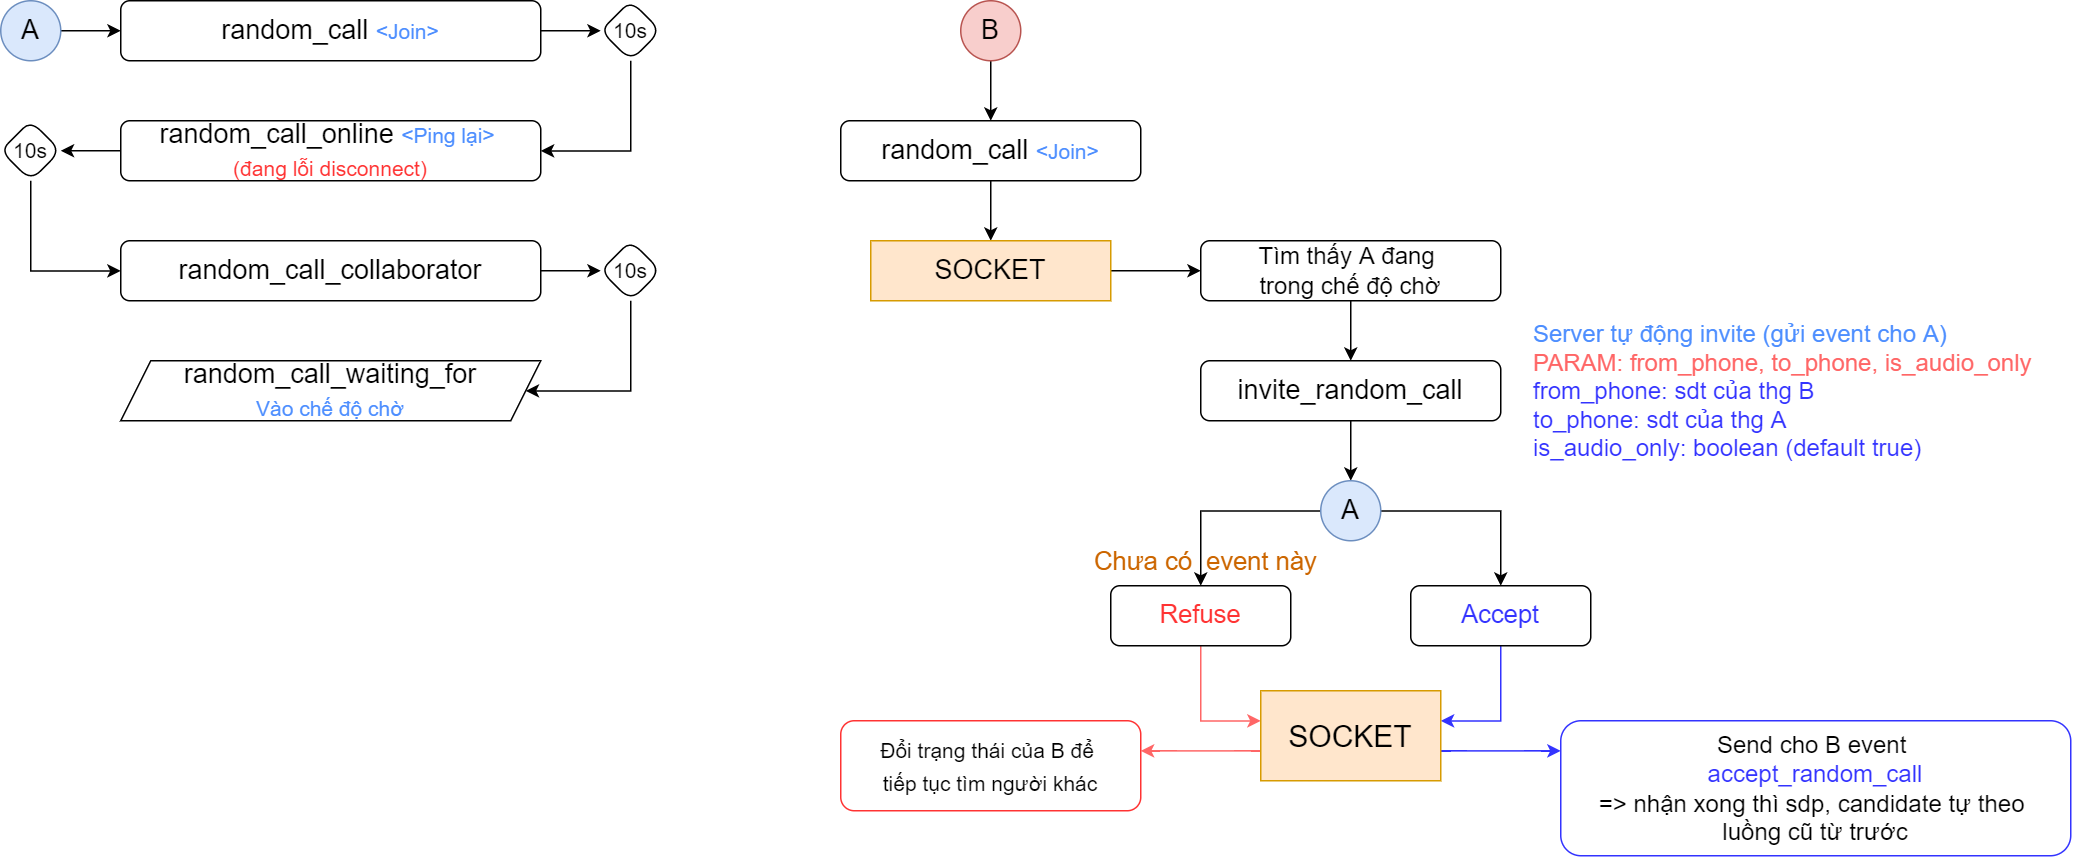 A
random_call <Join>
10s
random_call_online <Ping lại>
(đang lỗi disconnect)
10s
random_call_collaborator
10s
random_call_waiting_for
Vào chế độ chờ
B
random_call <Join>
SOCKET
Tìm thấy A đang
trong chế độ chờ
invite_random_call
Server tự động invite (gửi event cho A)
PARAM: from_phone, to_phone, is_audio_only
from_phone: sdt của thg B
to_phone: sdt của thg A
is_audio_only: boolean (default true)
A
Chưa có event này
Refuse
Accept
SOCKET
Đổi trạng thái của B để
tiếp tục tìm người khác
Send cho B event
accept_random_call
=> nhận xong thì sdp, candidate tự theo
luồng cũ từ trước